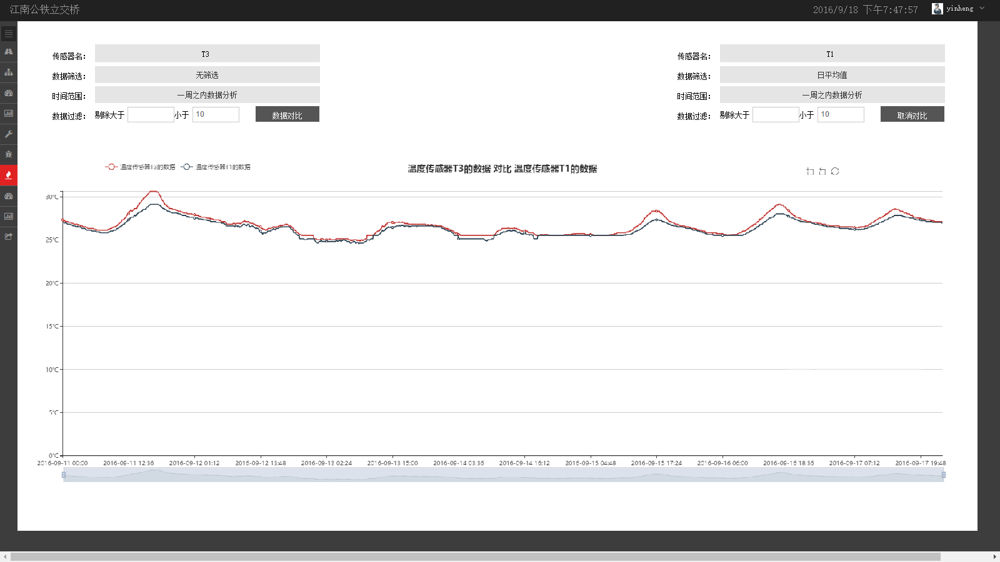 江南公铁立交桥
2016/9/18 下午7:47:57
yinheng
传感器名： T3
数据筛选： 无筛选
时间范围： 一周之内数据分析
数据过滤： 剔除大于 小于 10 数据对比
传感器名： T1
数据筛选： 日平均值
时间范围： 一周之内数据分析
数据过滤： 剔除大于 小于 10 取消对比
温度传感器T3的数据 温度传感器T1的数据
温度传感器T3的数据 对比 温度传感器T1的数据
30°C
25°C
20°C
15°C
10°C
5°C
0°C
2016-09-11 00:00 2016-09-11 12:36 2016-09-12 01:12 2016-09-12 13:48 2016-09-13 02:24 2016-09-13 15:00 2016-09-14 03:36 2016-09-14 16:12 2016-09-15 04:48 2016-09-15 17:24 2016-09-16 06:00 2016-09-16 18:36 2016-09-17 07:12 2016-09-17 19:48